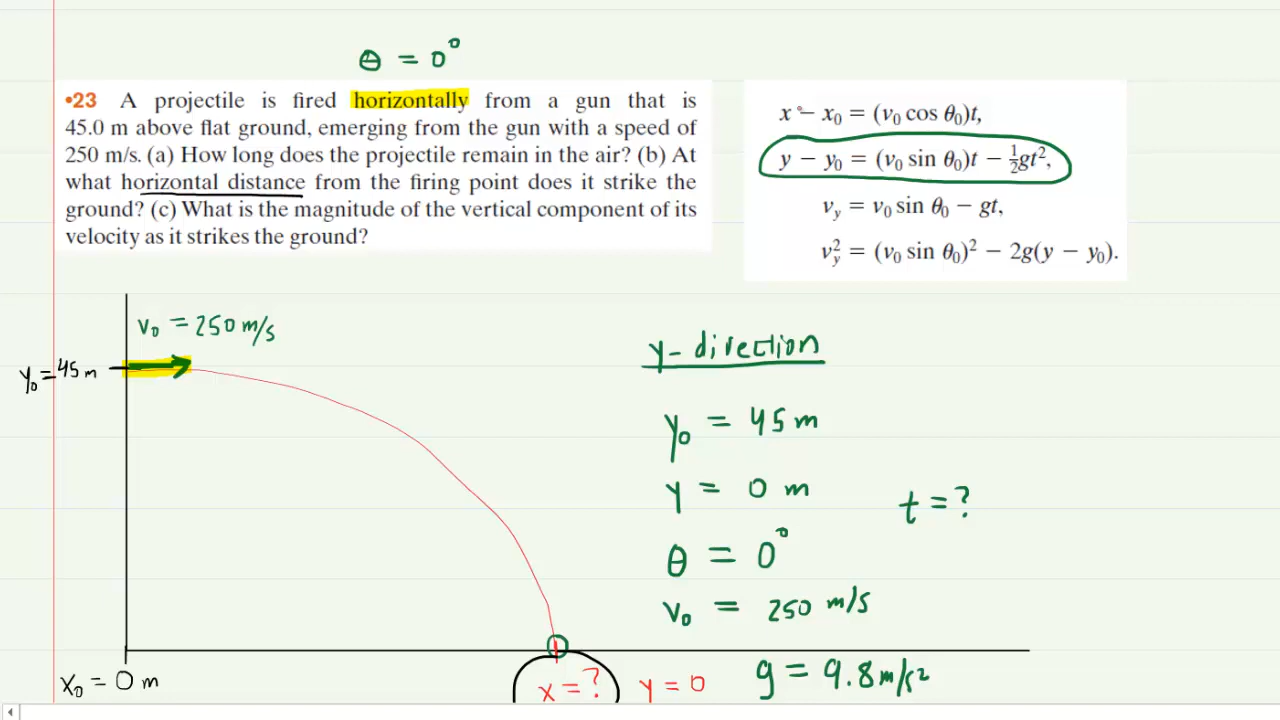 θ = 0°
•23 A projectile is fired horizontally from a gun that is
45.0 m above flat ground, emerging from the gun with a speed of
250 m/s. (a) How long does the projectile remain in the air? (b) At
what horizontal distance from the firing point does it strike the
ground? (c) What is the magnitude of the vertical component of its
velocity as it strikes the ground?
x − x₀ = (v₀ cos θ₀)t,
y − y₀ = (v₀ sin θ₀)t − ½gt²,
vᵧ = v₀ sin θ₀ − gt,
vᵧ² = (v₀ sin θ₀)² − 2g(y − y₀).
v₀ = 250 m/s
y₀ = 45 m
x₀ = 0 m
x = ?
y = 0
y-direction
y₀ = 45 m
y = 0 m
t = ?
θ = 0°
v₀ = 250 m/s
g = 9.8 m/s²